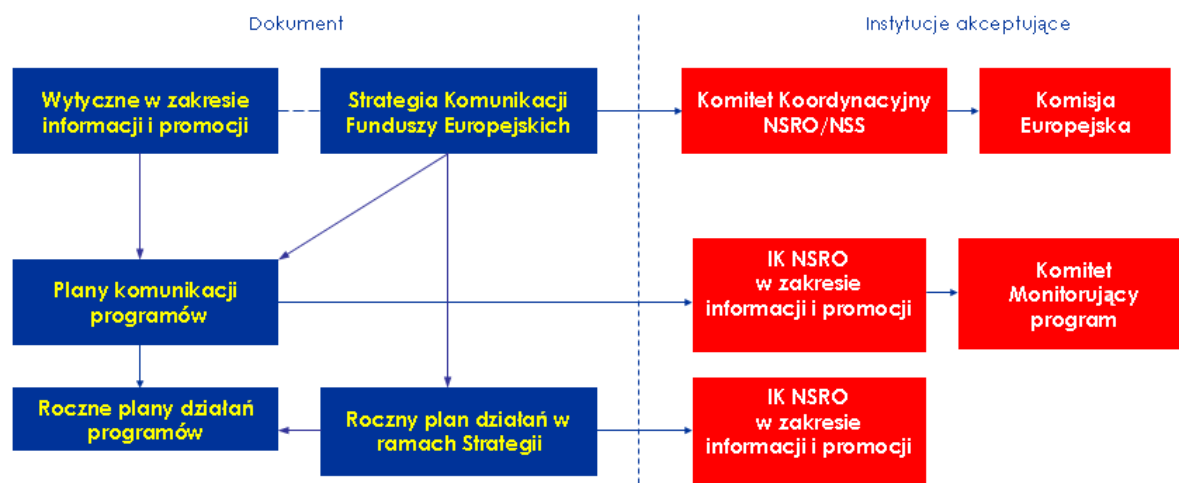 Dokument
Instytucje akceptujące
Wytyczne w zakresie
informacji i promocji
Strategia Komunikacji
Funduszy Europejskich
Komitet Koordynacyjny
NSRO/NSS
Komisja
Europejska
Plany komunikacji
programów
IK NSRO
w zakresie
informacji i promocji
Komitet
Monitorujący
program
Roczne plany działań
programów
Roczny plan działań w
ramach Strategii
IK NSRO
w zakresie
informacji i promocji